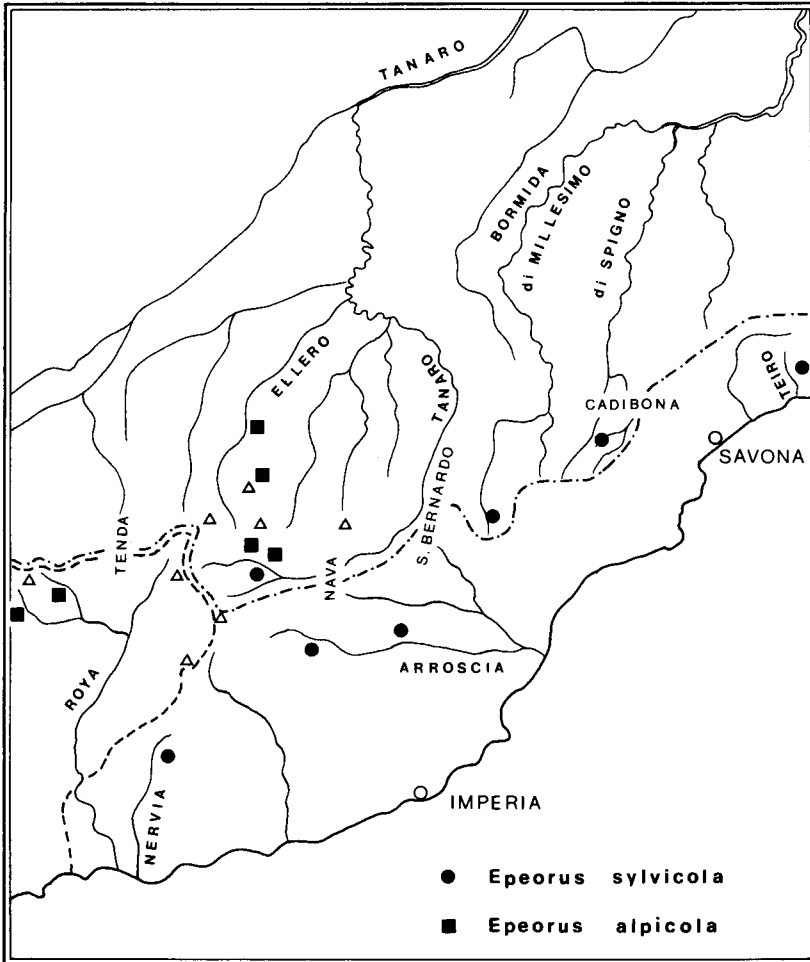 TANARO
BORMIDA
di MILLESIMO
di SPIGNO
ELLERO
TANARO
CADIBONA
TEIRO
SAVONA
S. BERNARDO
TENDA
NAVA
ROYA
ARROSCIA
NERVIA
IMPERIA
Epeorus sylvicola
Epeorus alpicola